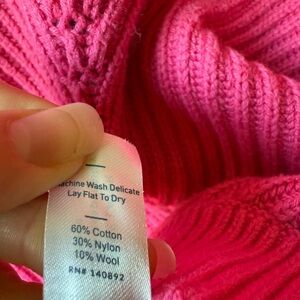 achine Wash Delicate
Lay Flat To Dry
60% Cotton
30% Nylon
10% Wool
RN# 140892